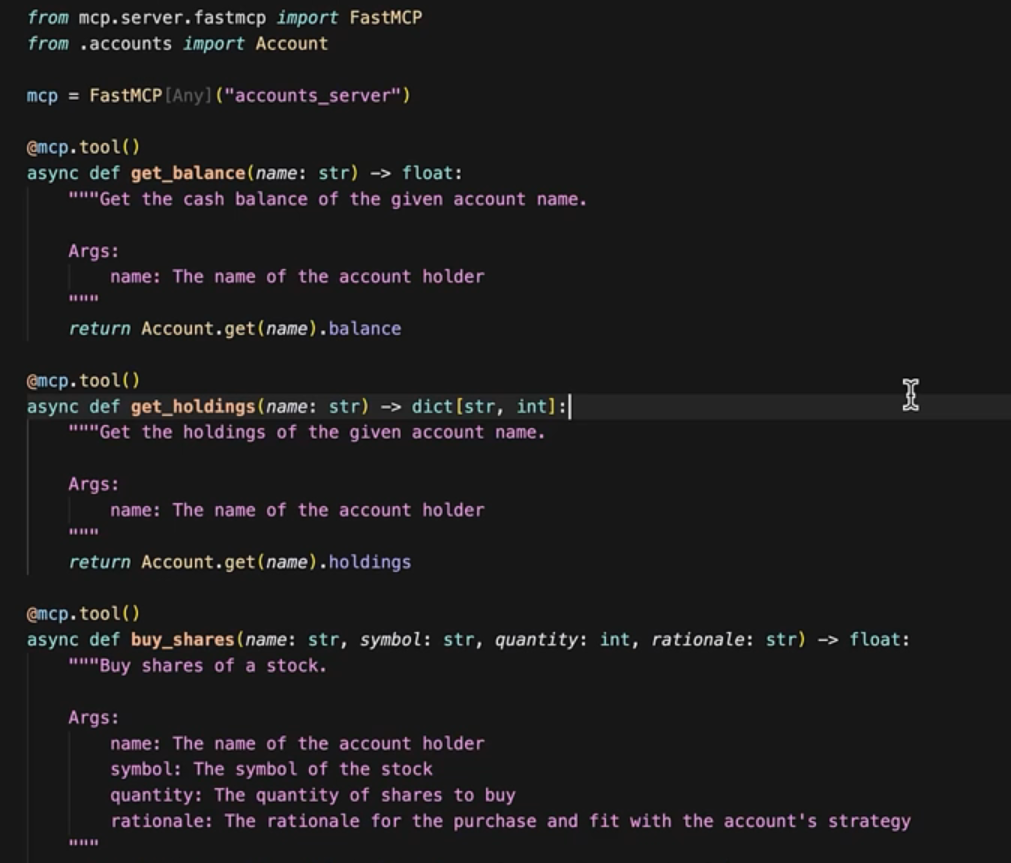 from mcp.server.fastmcp import FastMCP
from .accounts import Account
mcp = FastMCP[Any]("accounts_server")
@mcp.tool()
async def get_balance(name: str) -> float:
    """Get the cash balance of the given account name.
    Args:
        name: The name of the account holder
    """
    return Account.get(name).balance
@mcp.tool()
async def get_holdings(name: str) -> dict[str, int]:
    """Get the holdings of the given account name.
    Args:
        name: The name of the account holder
    """
    return Account.get(name).holdings
@mcp.tool()
async def buy_shares(name: str, symbol: str, quantity: int, rationale: str) -> float:
    """Buy shares of a stock.
    Args:
        name: The name of the account holder
        symbol: The symbol of the stock
        quantity: The quantity of shares to buy
        rationale: The rationale for the purchase and fit with the account's strategy
    """